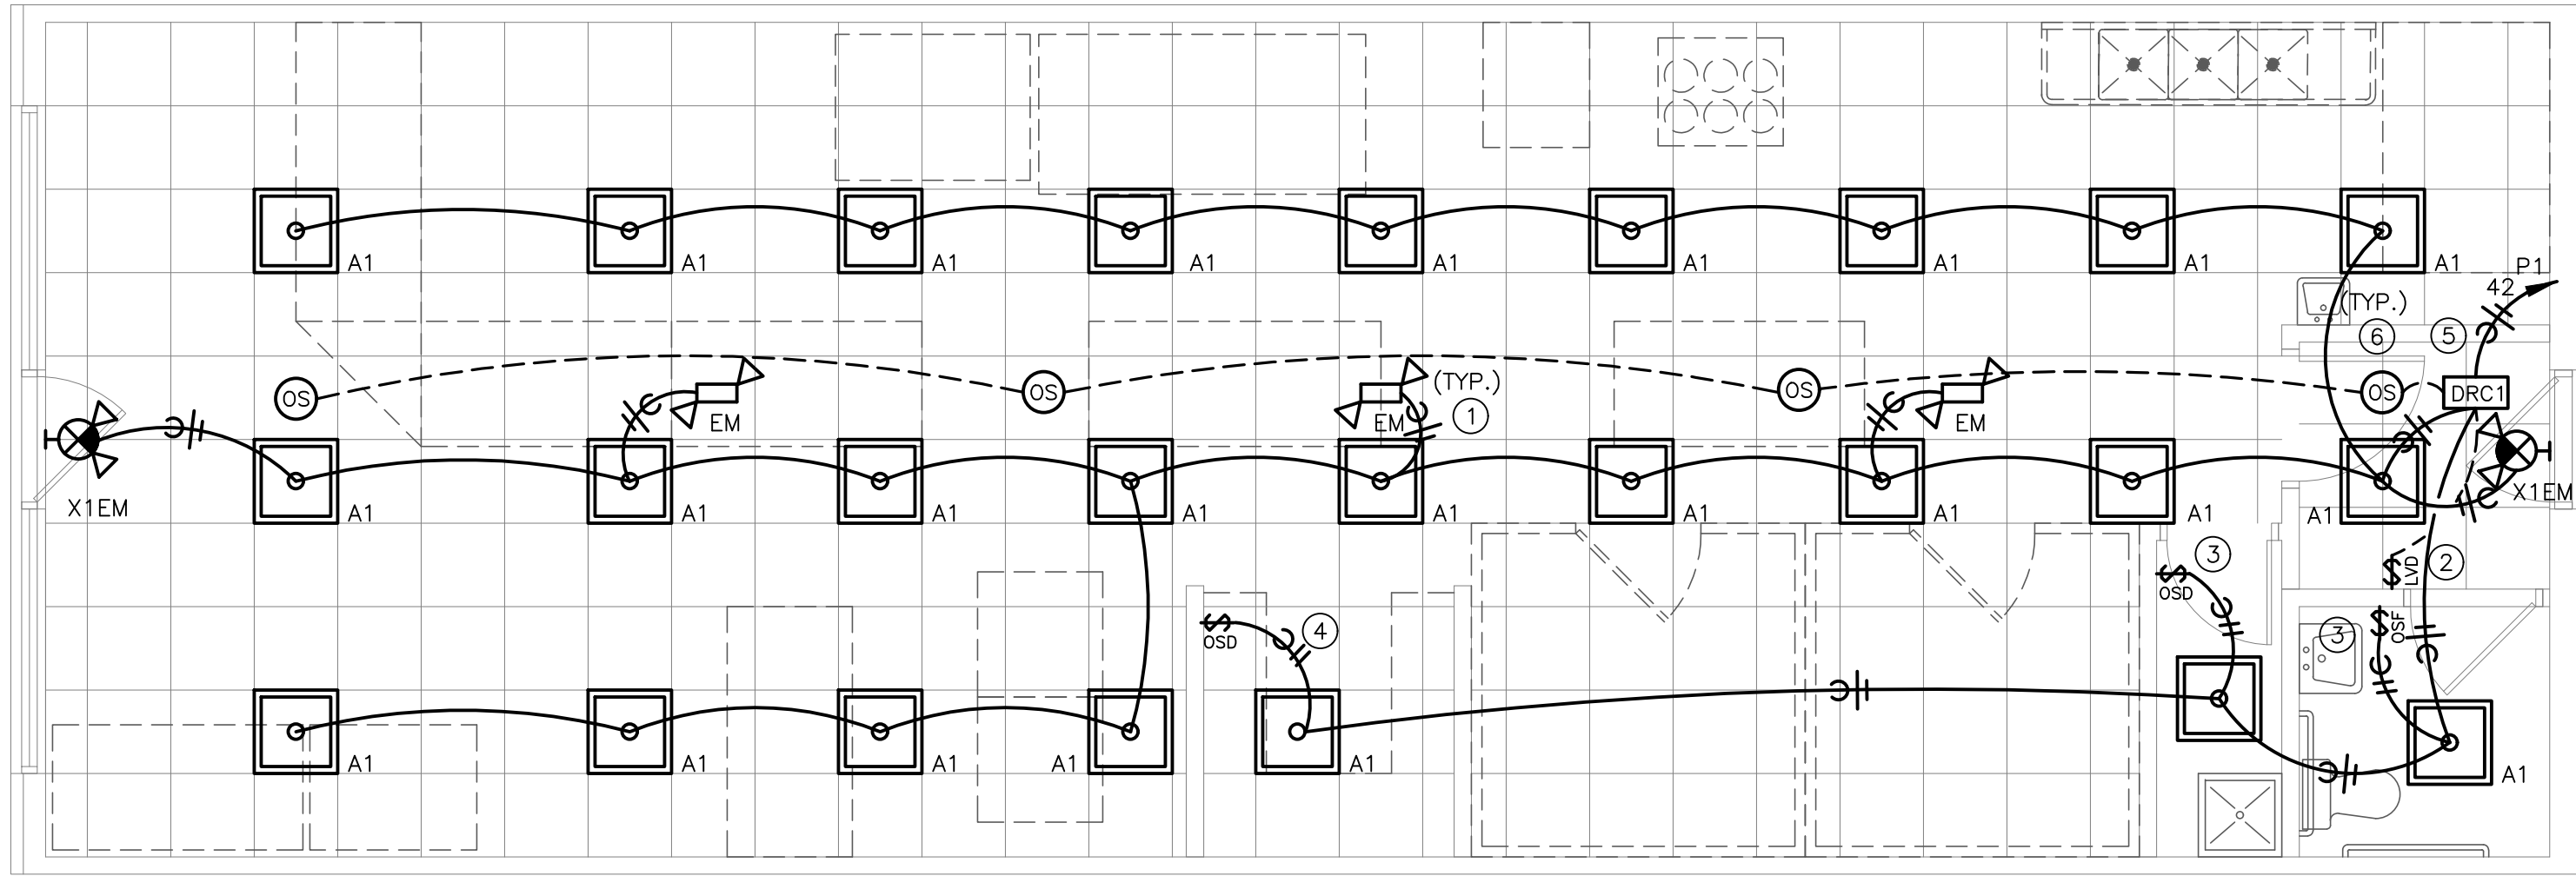 P1
A1 A1 A1 A1 A1 A1 A1 A1 A1
42
(TYP.)
6 5
(TYP.)
OS OS OS OS DRC1
EM EM 1 EM
X1EM X1EM
A1 A1 A1 A1 A1 A1 A1 A1 A1
3 LVD 2
OSD
OSD 4 3 OSF
A1 A1 A1 A1 A1 A1